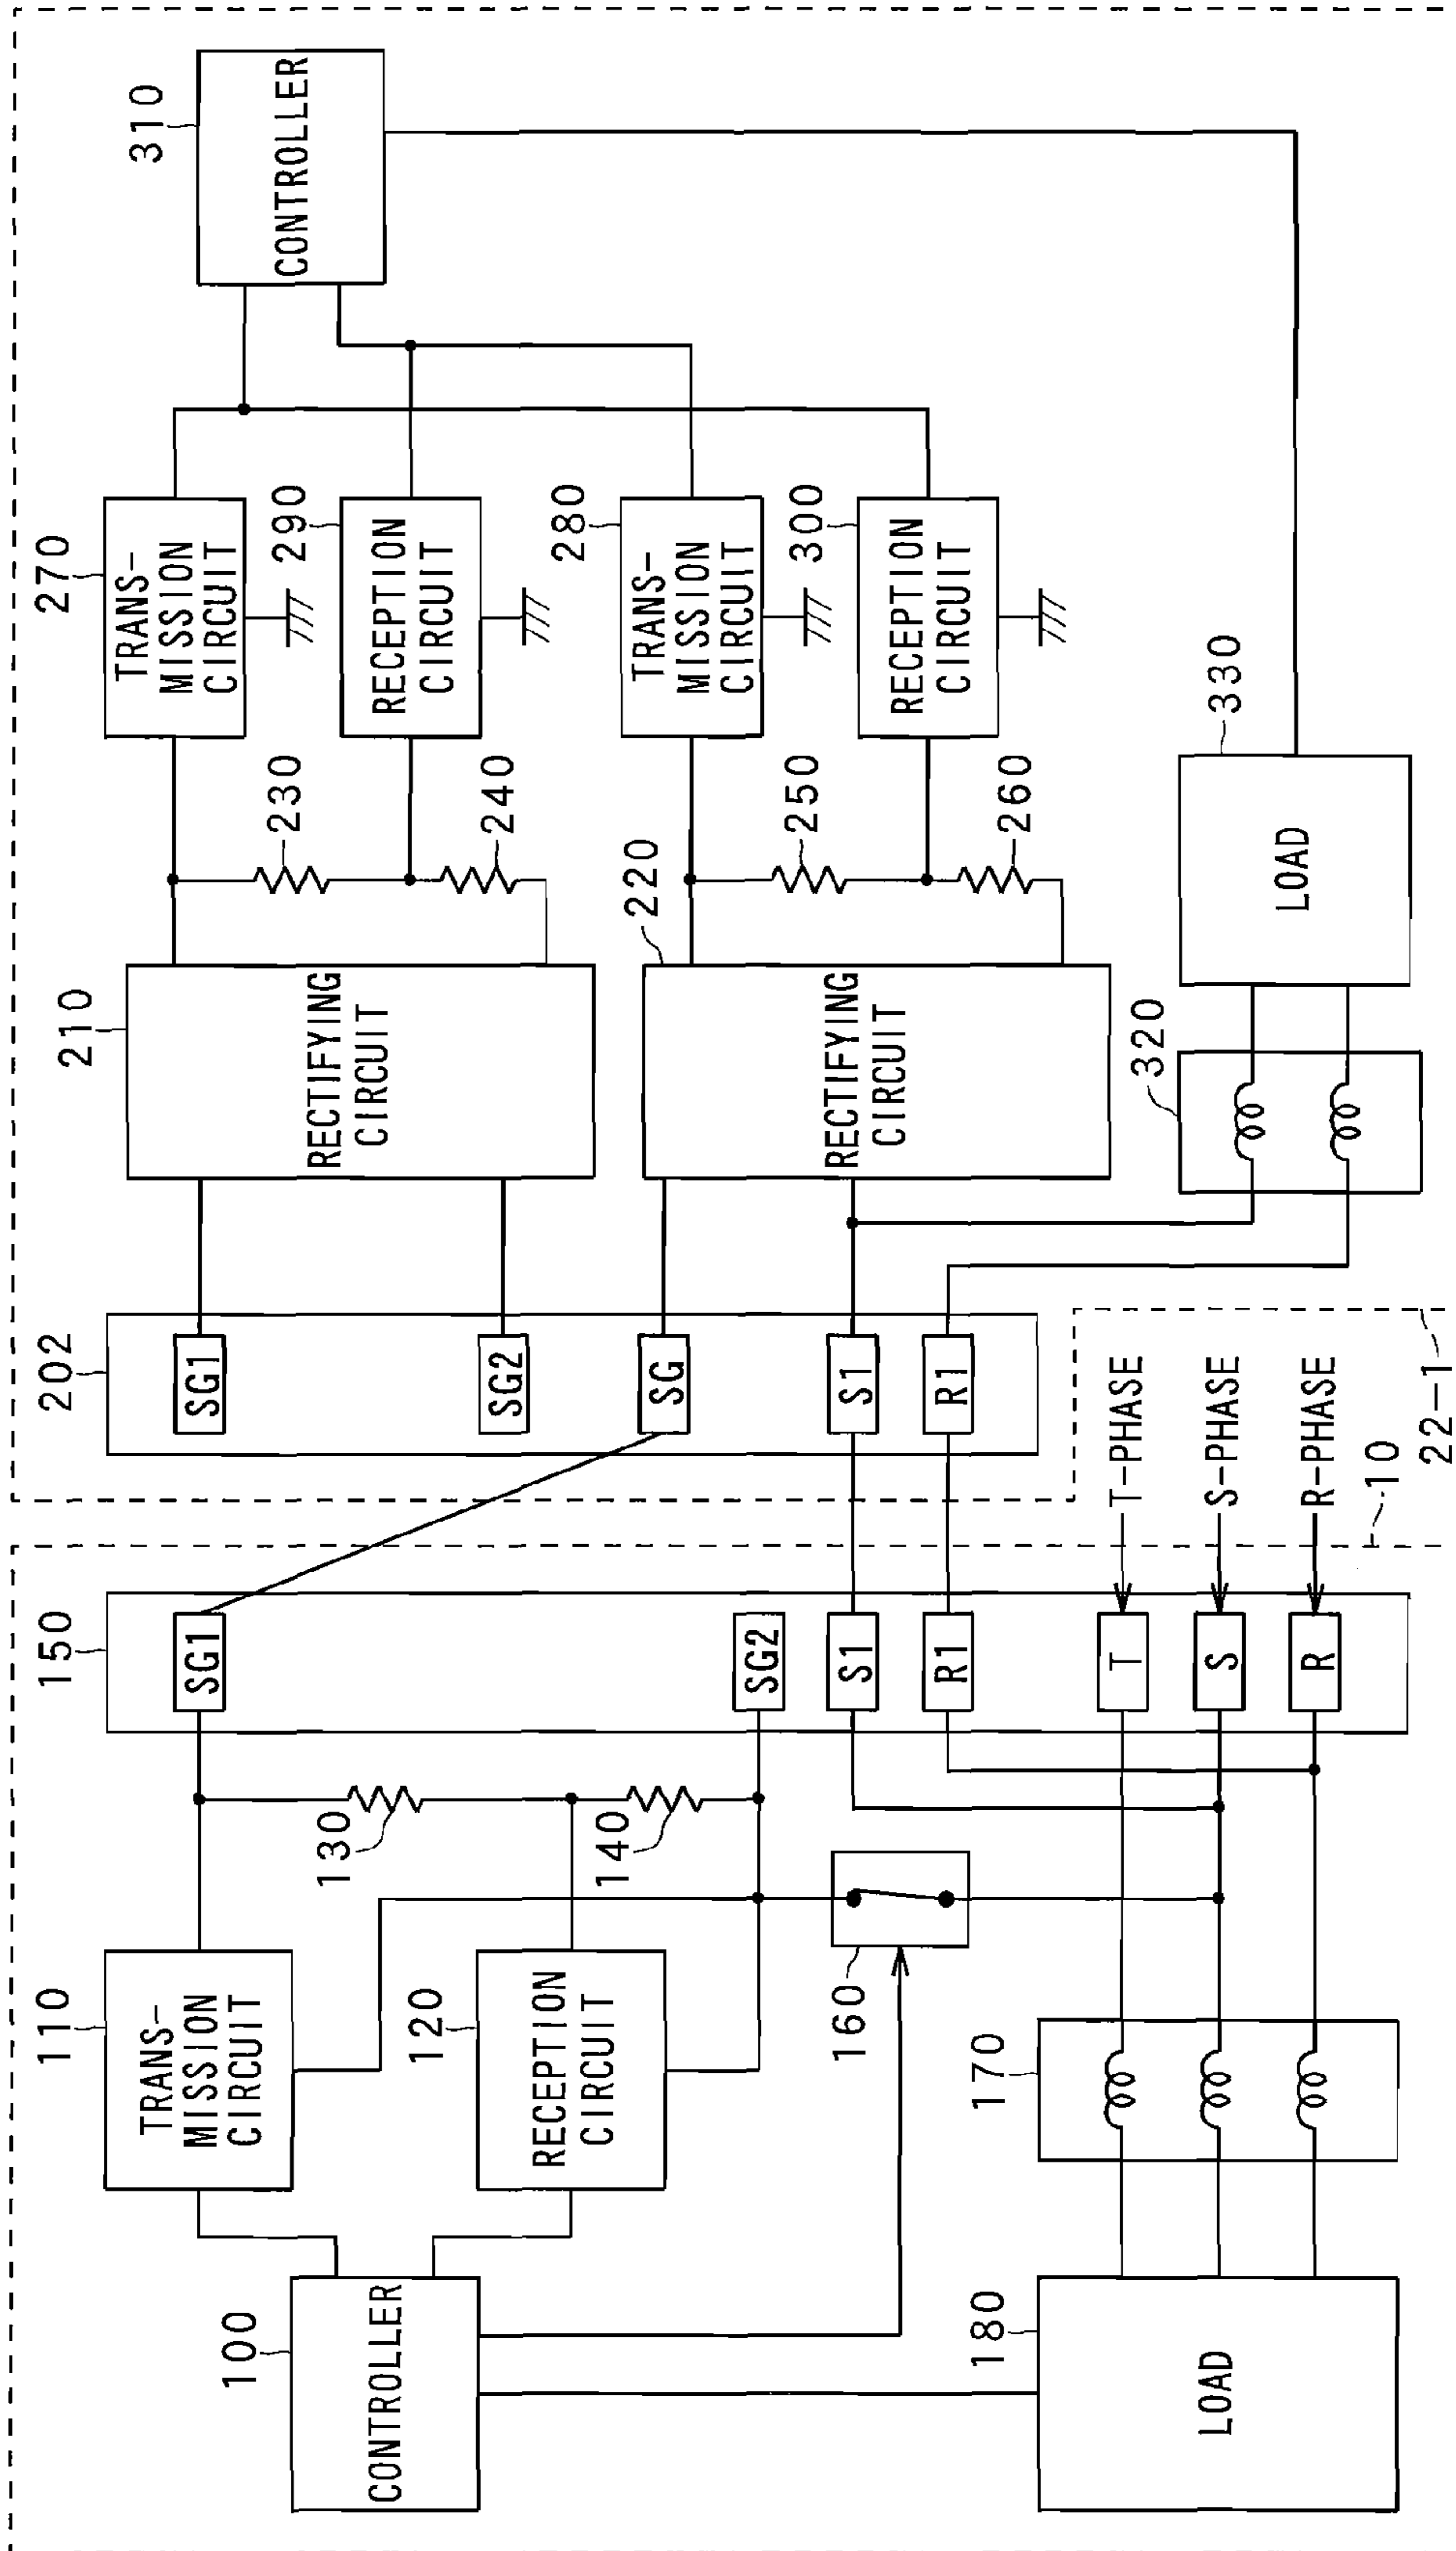 100
CONTROLLER
110
TRANS-
MISSION
CIRCUIT
120
RECEPTION
CIRCUIT
130
140
150
SG1
SG2
S1
R1
T
S
R
160
170
180
LOAD
T-PHASE
S-PHASE
R-PHASE
10
22-1
202
SG1
SG2
SG
S1
R1
210
RECTIFYING
CIRCUIT
220
RECTIFYING
CIRCUIT
230
240
250
260
270
TRANS-
MISSION
CIRCUIT
290
RECEPTION
CIRCUIT
280
TRANS-
MISSION
CIRCUIT
300
RECEPTION
CIRCUIT
310
CONTROLLER
320
330
LOAD